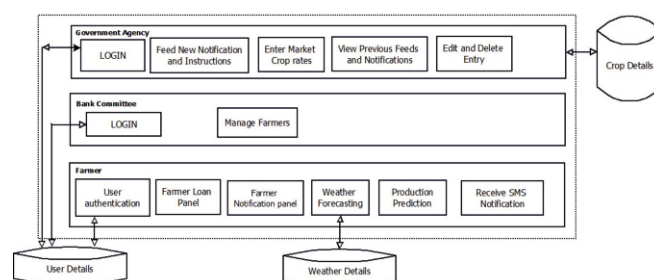 Government Agency
LOGIN
Feed New Notification
and Instructions
Enter Market
Crop rates
View Previous Feeds
and Notifications
Edit and Delete
Entry
Crop Details
Bank Committee
LOGIN
Manage Farmers
Farmer
User
authentication
Farmer Loan
Panel
Farmer
Notification panel
Weather
Forecasting
Production
Prediction
Receive SMS
Notification
User Details
Weather Details